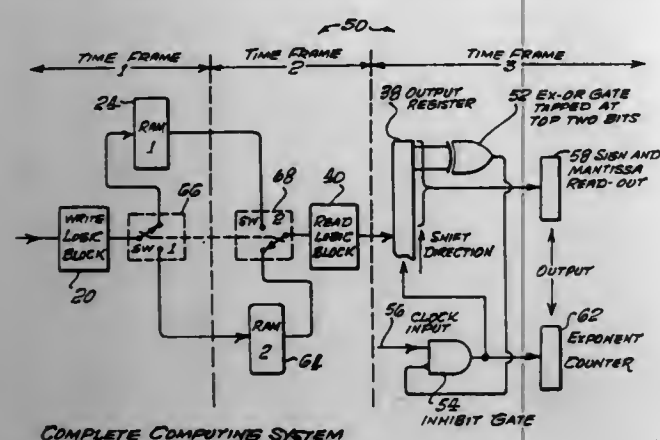 50
TIME FRAME
1
TIME FRAME
2
TIME FRAME
3
24
RAM
1
66
WRITE
LOGIC
BLOCK
20
SW 1
68
SW 2
40
READ
LOGIC
BLOCK
RAM
2
64
38 OUTPUT
REGISTER
52 EX-OR GATE
TAPPED AT
TOP TWO BITS
58 SIGN AND
MANTISSA
READ-OUT
SHIFT
DIRECTION
OUTPUT
56 CLOCK
INPUT
54
INHIBIT GATE
62
EXPONENT
COUNTER
COMPLETE COMPUTING SYSTEM